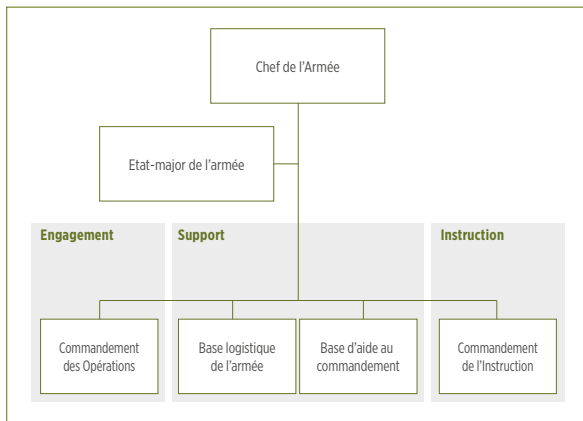 Chef de l'Armée
Etat-major de l'armée
Engagement
Support
Instruction
Commandement
des Opérations
Base logistique
de l'armée
Base d'aide au
commandement
Commandement
de l'Instruction